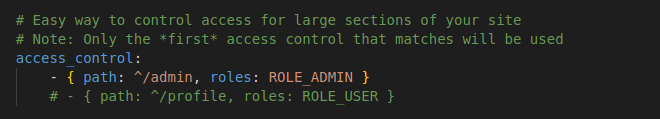 # Easy way to control access for large sections of your site
# Note: Only the *first* access control that matches will be used
access_control:
    - { path: ^/admin, roles: ROLE_ADMIN }
    # - { path: ^/profile, roles: ROLE_USER }